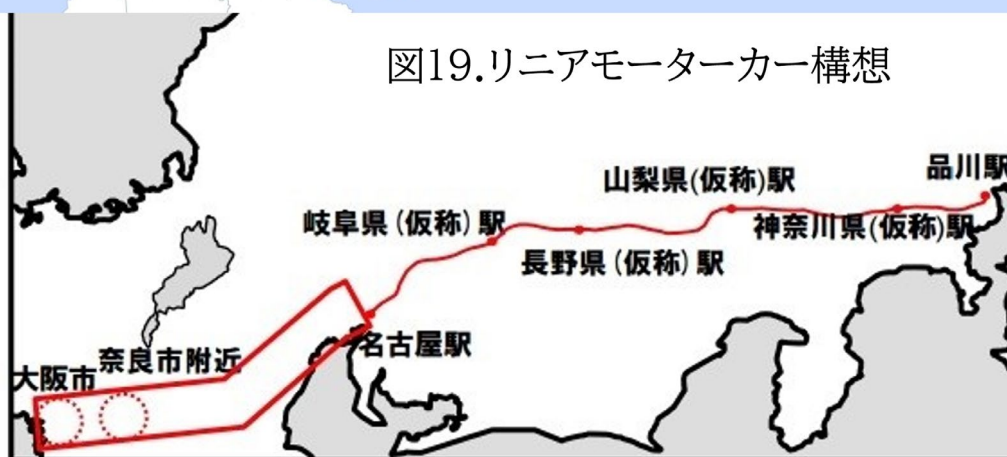 図19.リニアモーターカー構想
品川駅
山梨県(仮称)駅
岐阜県(仮称)駅
神奈川県(仮称)駅
長野県(仮称)駅
名古屋駅
奈良市附近
大阪市